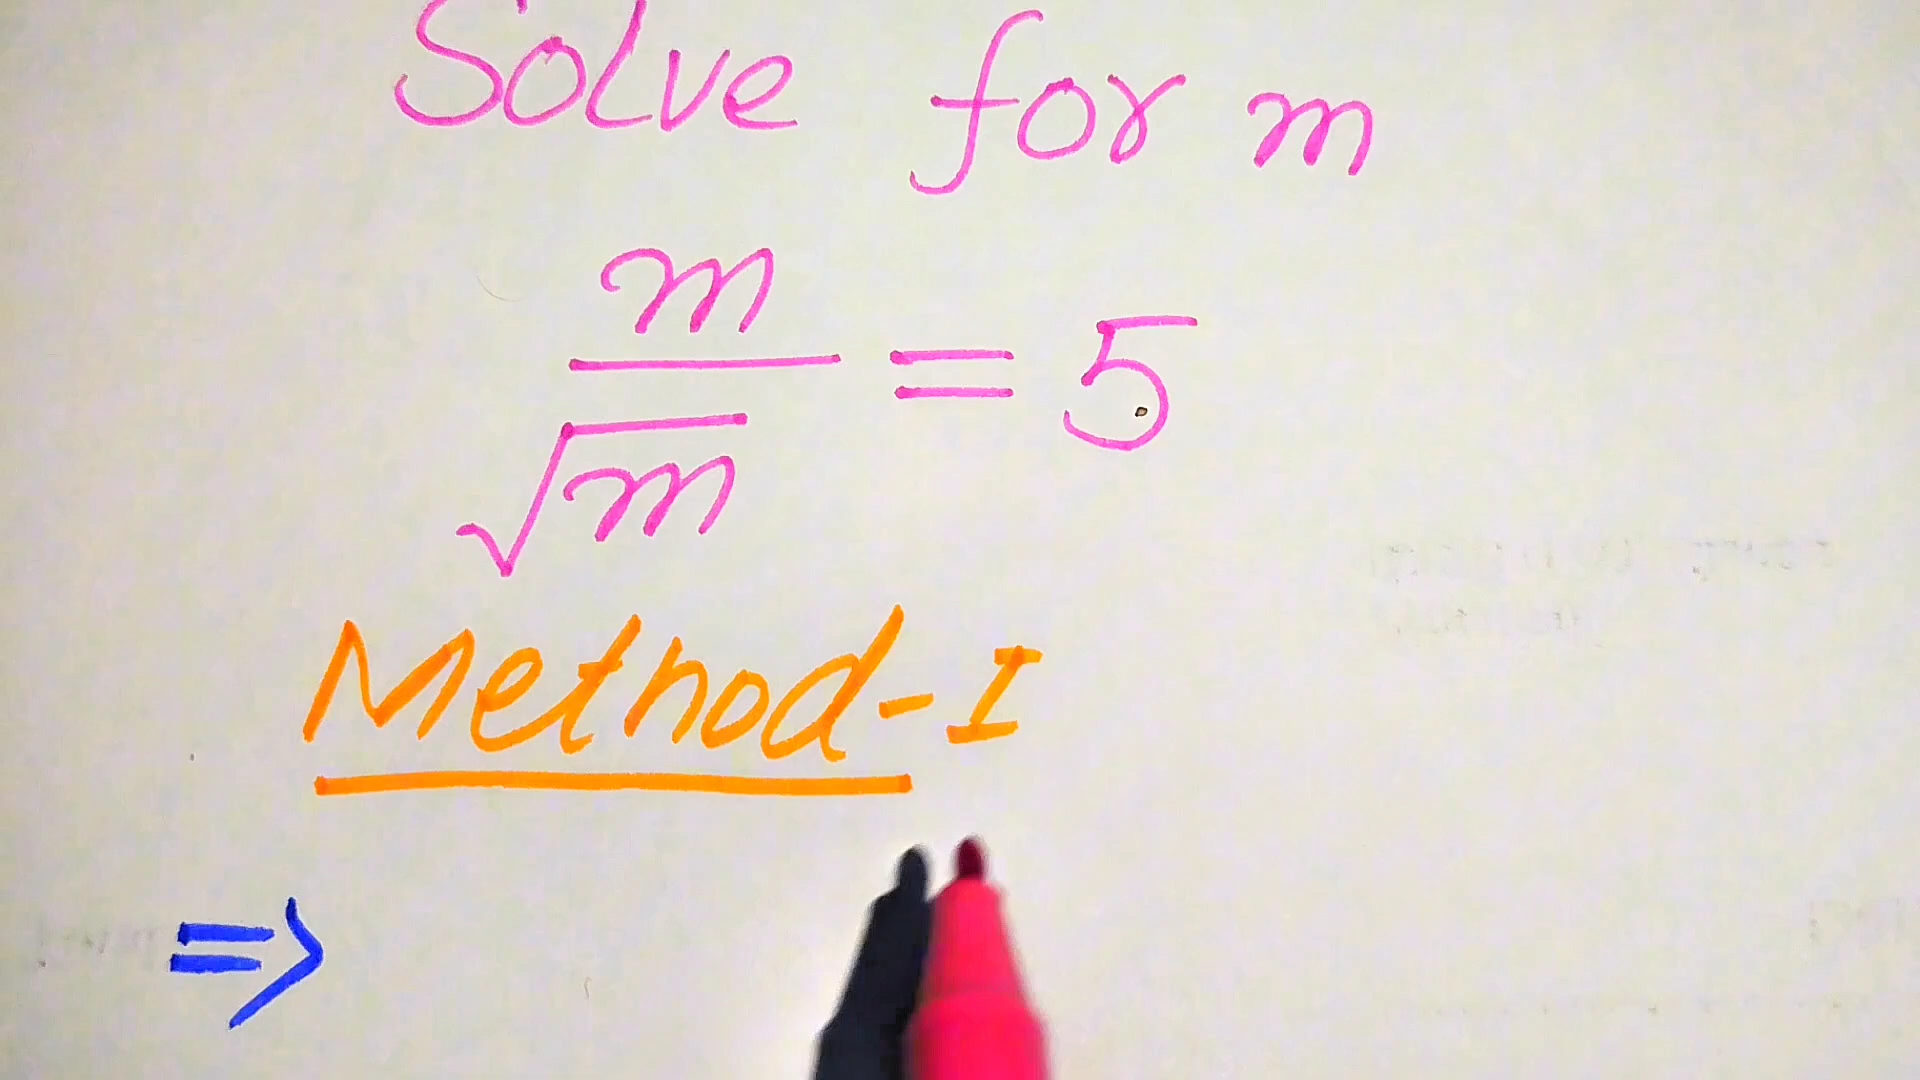 Solve for m
m/√m = 5
Method-I
⇒